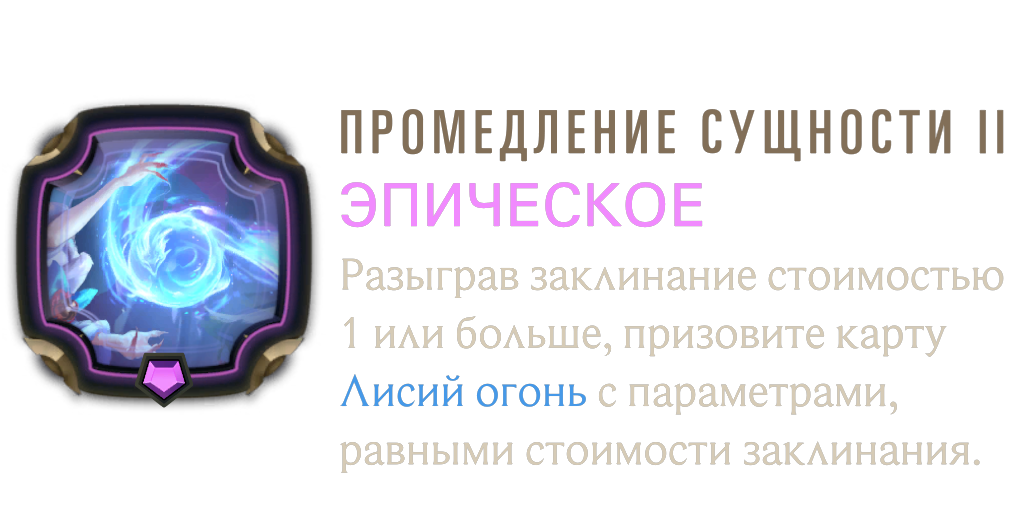 ПРОМЕДЛЕНИЕ СУЩНОСТИ II
ЭПИЧЕСКОЕ
Разыграв заклинание стоимостью
1 или больше, призовите карту
Лисий огонь с параметрами,
равными стоимости заклинания.